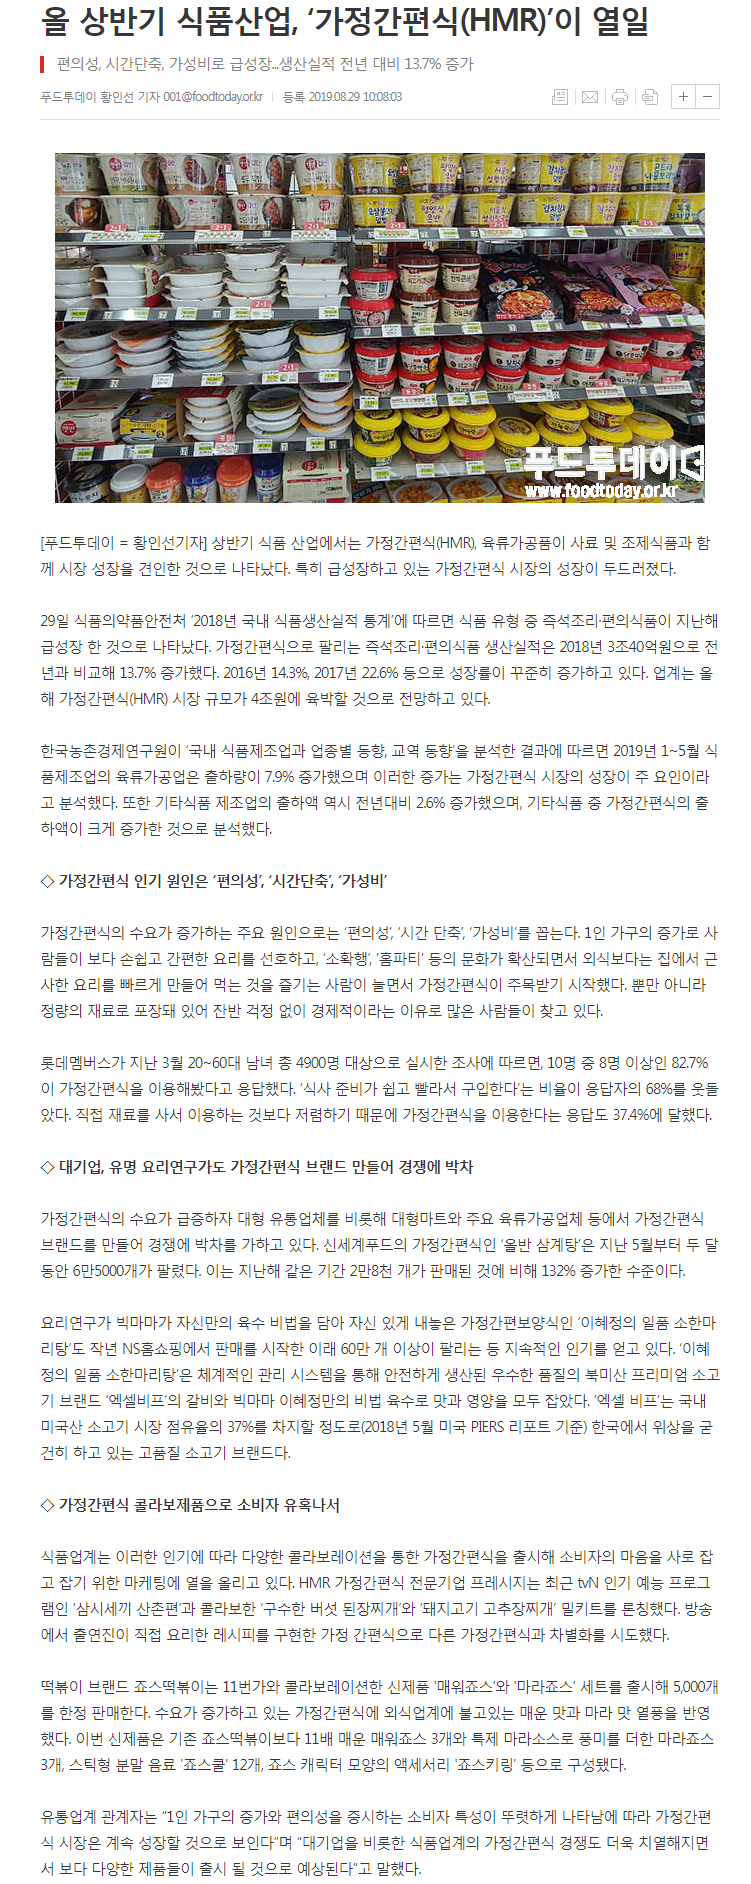 올 상반기 식품산업, ‘가정간편식(HMR)’이 열일
편의성, 시간단축, 가성비로 급성장...생산실적 전년 대비 13.7% 증가
푸드투데이 황인선 기자 001@foodtoday.or.kr 등록 2019.08.29 10:08:03
푸드투데이
www.foodtoday.or.kr
[푸드투데이 = 황인선기자] 상반기 식품 산업에서는 가정간편식(HMR), 육류가공품이 사료 및 조제식품과 함
께 시장 성장을 견인한 것으로 나타났다. 특히 급성장하고 있는 가정간편식 시장의 성장이 두드러졌다.
29일 식품의약품안전처 ‘2018년 국내 식품생산실적 통계’에 따르면 식품 유형 중 즉석조리·편의식품이 지난해
급성장 한 것으로 나타났다. 가정간편식으로 팔리는 즉석조리·편의식품 생산실적은 2018년 3조40억원으로 전
년과 비교해 13.7% 증가했다. 2016년 14.3%, 2017년 22.6% 등으로 성장률이 꾸준히 증가하고 있다. 업계는 올
해 가정간편식(HMR) 시장 규모가 4조원에 육박할 것으로 전망하고 있다.
한국농촌경제연구원이 ‘국내 식품제조업과 업종별 동향, 교역 동향’을 분석한 결과에 따르면 2019년 1~5월 식
품제조업의 육류가공업은 출하량이 7.9% 증가했으며 이러한 증가는 가정간편식 시장의 성장이 주 요인이라
고 분석했다. 또한 기타식품 제조업의 출하액 역시 전년대비 2.6% 증가했으며, 기타식품 중 가정간편식의 출
하액이 크게 증가한 것으로 분석했다.
◇ 가정간편식 인기 원인은 ‘편의성’, ‘시간단축’, ‘가성비’
가정간편식의 수요가 증가하는 주요 원인으로는 ‘편의성’, ‘시간 단축’, ‘가성비’를 꼽는다. 1인 가구의 증가로 사
람들이 보다 손쉽고 간편한 요리를 선호하고, ‘소확행’, ‘홈파티’ 등의 문화가 확산되면서 외식보다는 집에서 근
사한 요리를 빠르게 만들어 먹는 것을 즐기는 사람이 늘면서 가정간편식이 주목받기 시작했다. 뿐만 아니라
정량의 재료로 포장돼 있어 잔반 걱정 없이 경제적이라는 이유로 많은 사람들이 찾고 있다.
롯데멤버스가 지난 3월 20~60대 남녀 총 4900명 대상으로 실시한 조사에 따르면, 10명 중 8명 이상인 82.7%
이 가정간편식을 이용해봤다고 응답했다. ‘식사 준비가 쉽고 빨라서 구입한다’는 비율이 응답자의 68%를 웃돌
았다. 직접 재료를 사서 이용하는 것보다 저렴하기 때문에 가정간편식을 이용한다는 응답도 37.4%에 달했다.
◇ 대기업, 유명 요리연구가도 가정간편식 브랜드 만들어 경쟁에 박차
가정간편식의 수요가 급증하자 대형 유통업체를 비롯해 대형마트와 주요 육류가공업체 등에서 가정간편식
브랜드를 만들어 경쟁에 박차를 가하고 있다. 신세계푸드의 가정간편식인 ‘올반 삼계탕’은 지난 5월부터 두 달
동안 6만5000개가 팔렸다. 이는 지난해 같은 기간 2만8천 개가 판매된 것에 비해 132% 증가한 수준이다.
요리연구가 빅마마가 자신만의 육수 비법을 담아 자신 있게 내놓은 가정간편보양식인 ‘이혜정의 일품 소한마
리탕’도 작년 NS홈쇼핑에서 판매를 시작한 이래 60만 개 이상이 팔리는 등 지속적인 인기를 얻고 있다. ‘이혜
정의 일품 소한마리탕’은 체계적인 관리 시스템을 통해 안전하게 생산된 우수한 품질의 북미산 프리미엄 소고
기 브랜드 ‘엑셀비프’의 갈비와 빅마마 이혜정만의 비법 육수로 맛과 영양을 모두 잡았다. ‘엑셀 비프’는 국내
미국산 소고기 시장 점유율의 37%를 차지할 정도로(2018년 5월 미국 PIERS 리포트 기준) 한국에서 위상을 굳
건히 하고 있는 고품질 소고기 브랜드다.
◇ 가정간편식 콜라보제품으로 소비자 유혹나서
식품업계는 이러한 인기에 따라 다양한 콜라보레이션을 통한 가정간편식을 출시해 소비자의 마음을 사로 잡
고 잡기 위한 마케팅에 열을 올리고 있다. HMR 가정간편식 전문기업 프레시지는 최근 tvN 인기 예능 프로그
램인 ‘삼시세끼 산촌편’과 콜라보한 ‘구수한 버섯 된장찌개’와 ‘돼지고기 고추장찌개’ 밀키트를 론칭했다. 방송
에서 출연진이 직접 요리한 레시피를 구현한 가정 간편식으로 다른 가정간편식과 차별화를 시도했다.
떡볶이 브랜드 죠스떡볶이는 11번가와 콜라보레이션한 신제품 '매워죠스'와 '마라죠스' 세트를 출시해 5,000개
를 한정 판매한다. 수요가 증가하고 있는 가정간편식에 외식업계에 불고있는 매운 맛과 마라 맛 열풍을 반영
했다. 이번 신제품은 기존 죠스떡볶이보다 11배 매운 매워죠스 3개와 특제 마라소스로 풍미를 더한 마라죠스
3개, 스틱형 분말 음료 '죠스쿨' 12개, 죠스 캐릭터 모양의 액세서리 '죠스키링' 등으로 구성됐다.
유통업계 관계자는 “1인 가구의 증가와 편의성을 중시하는 소비자 특성이 뚜렷하게 나타남에 따라 가정간편
식 시장은 계속 성장할 것으로 보인다”며 “대기업을 비롯한 식품업계의 가정간편식 경쟁도 더욱 치열해지면
서 보다 다양한 제품들이 출시 될 것으로 예상된다”고 말했다.